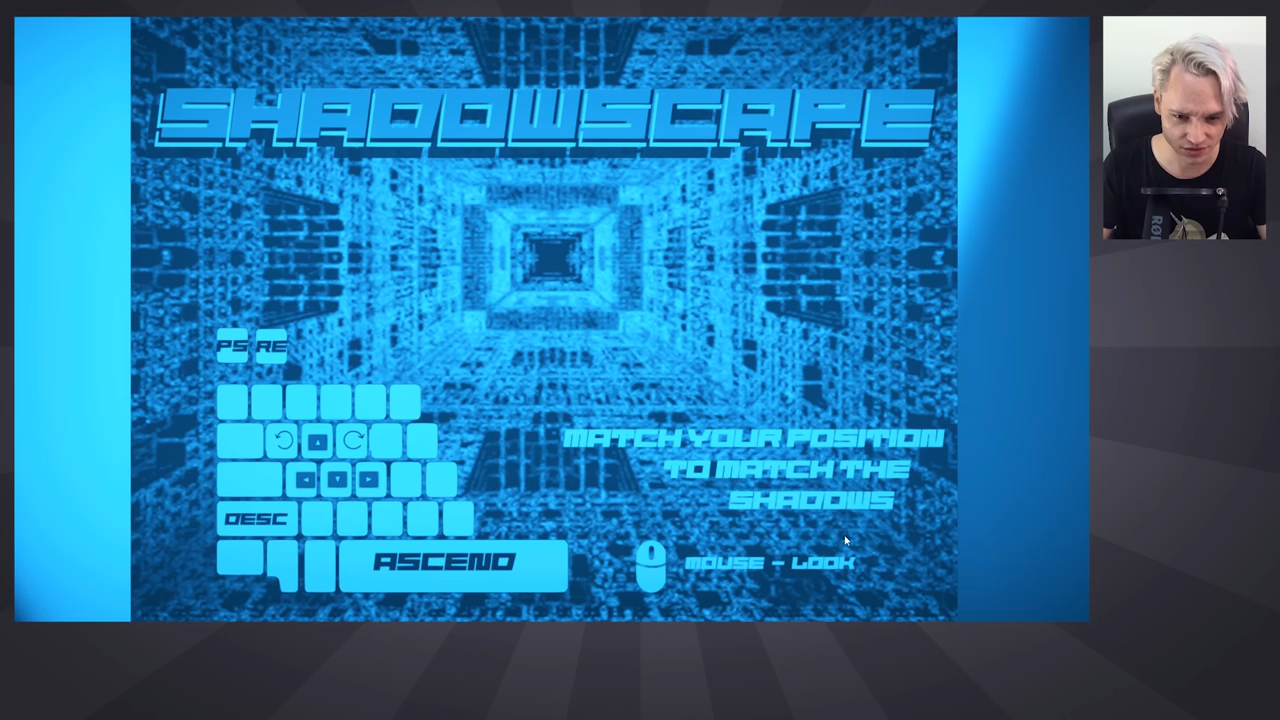 SHADOWSCAPE
PS RE
MATCH YOUR POSITION
TO MATCH THE
SHADOWS
DESC
ASCEND
MOUSE - LOOK